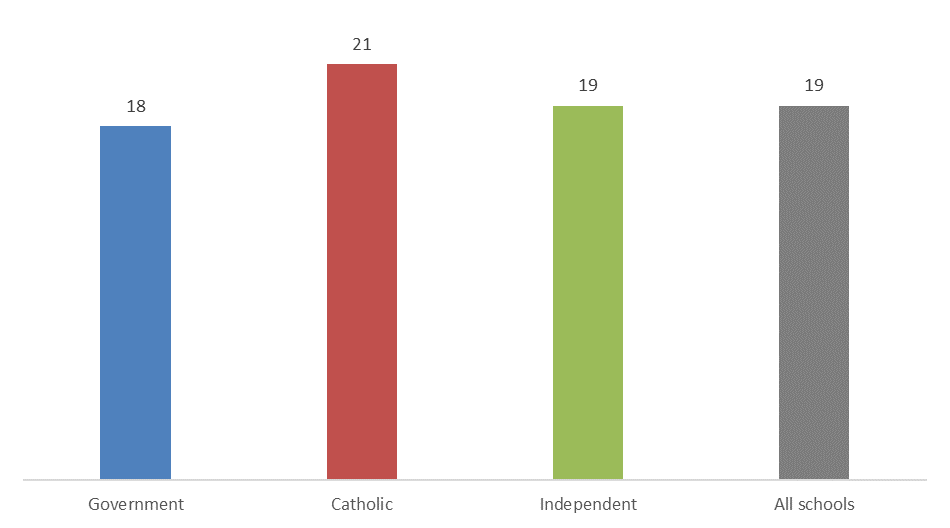 21
19
19
18
Government
Catholic
Independent
All schools